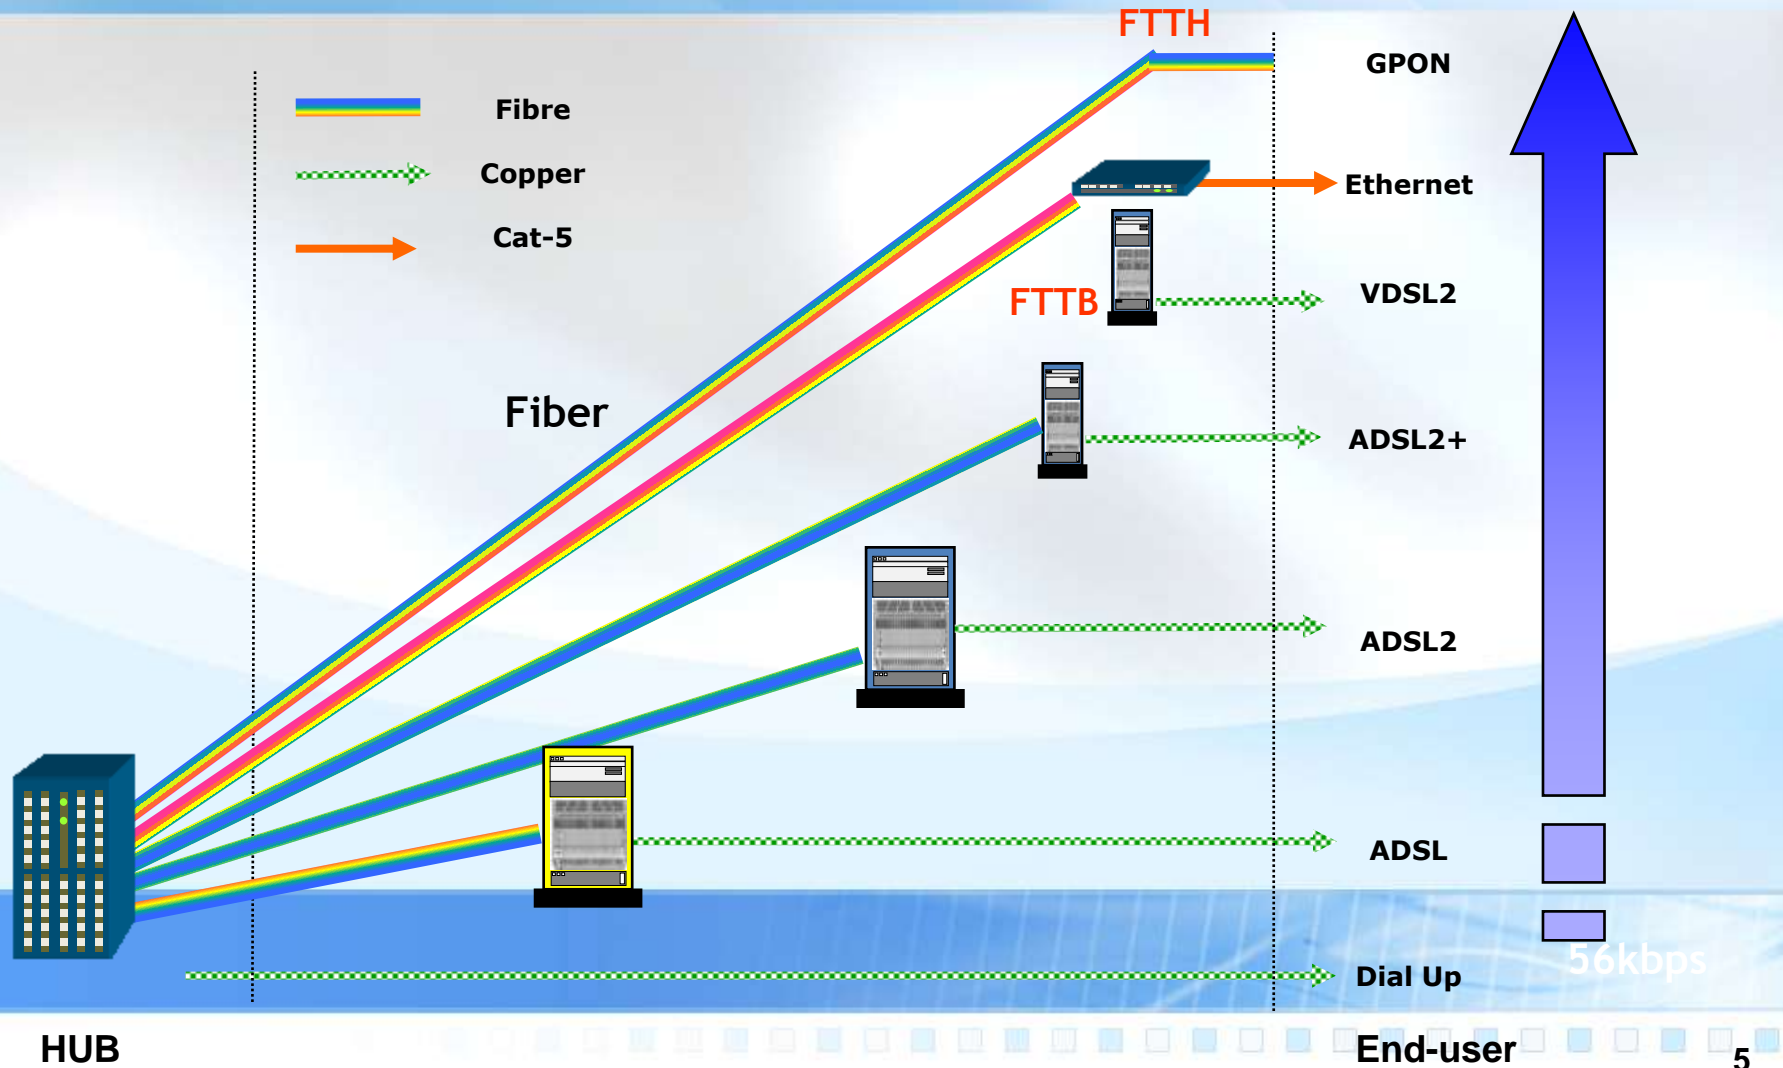 FTTH
GPON
Fibre
Copper
Ethernet
Cat-5
VDSL2
FTTB
Fiber
ADSL2+
ADSL2
ADSL
56kbps
Dial Up
HUB
End-user
5